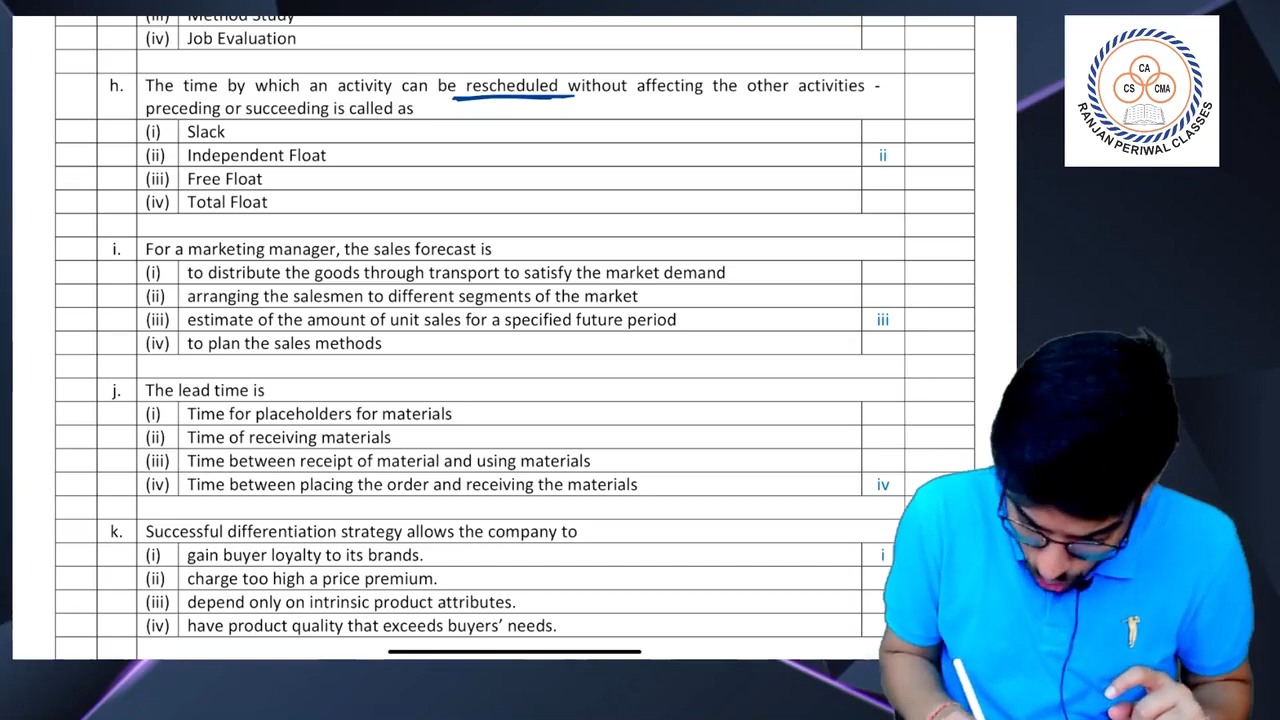 (iii) Method Study
(iv) Job Evaluation
h. The time by which an activity can be rescheduled without affecting the other activities -
preceding or succeeding is called as
(i) Slack
(ii) Independent Float ii
(iii) Free Float
(iv) Total Float
i. For a marketing manager, the sales forecast is
(i) to distribute the goods through transport to satisfy the market demand
(ii) arranging the salesmen to different segments of the market
(iii) estimate of the amount of unit sales for a specified future period iii
(iv) to plan the sales methods
j. The lead time is
(i) Time for placeholders for materials
(ii) Time of receiving materials
(iii) Time between receipt of material and using materials
(iv) Time between placing the order and receiving the materials iv
k. Successful differentiation strategy allows the company to
(i) gain buyer loyalty to its brands. i
(ii) charge too high a price premium.
(iii) depend only on intrinsic product attributes.
(iv) have product quality that exceeds buyers’ needs.
CA
CS CMA
RANJAN PERIWAL CLASSES